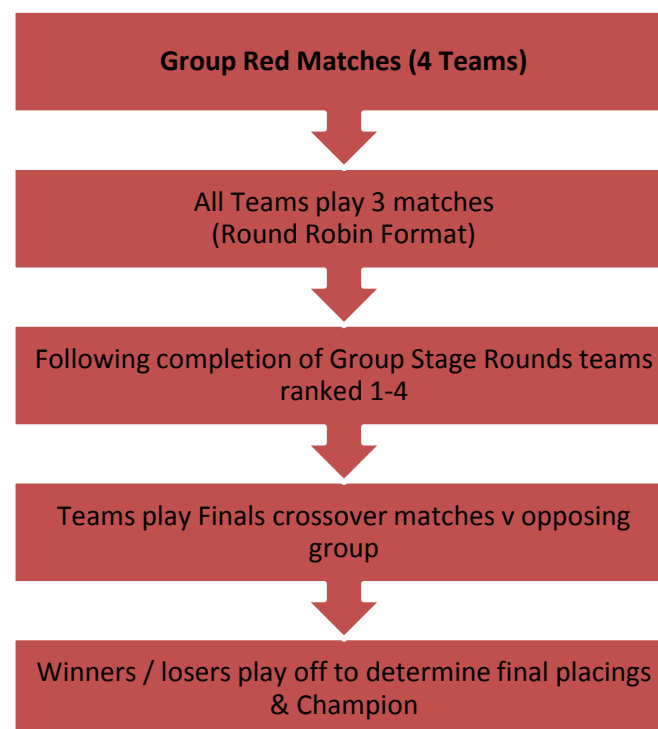 Group Red Matches (4 Teams)
All Teams play 3 matches
(Round Robin Format)
Following completion of Group Stage Rounds teams
ranked 1-4
Teams play Finals crossover matches v opposing
group
Winners / losers play off to determine final placings
& Champion